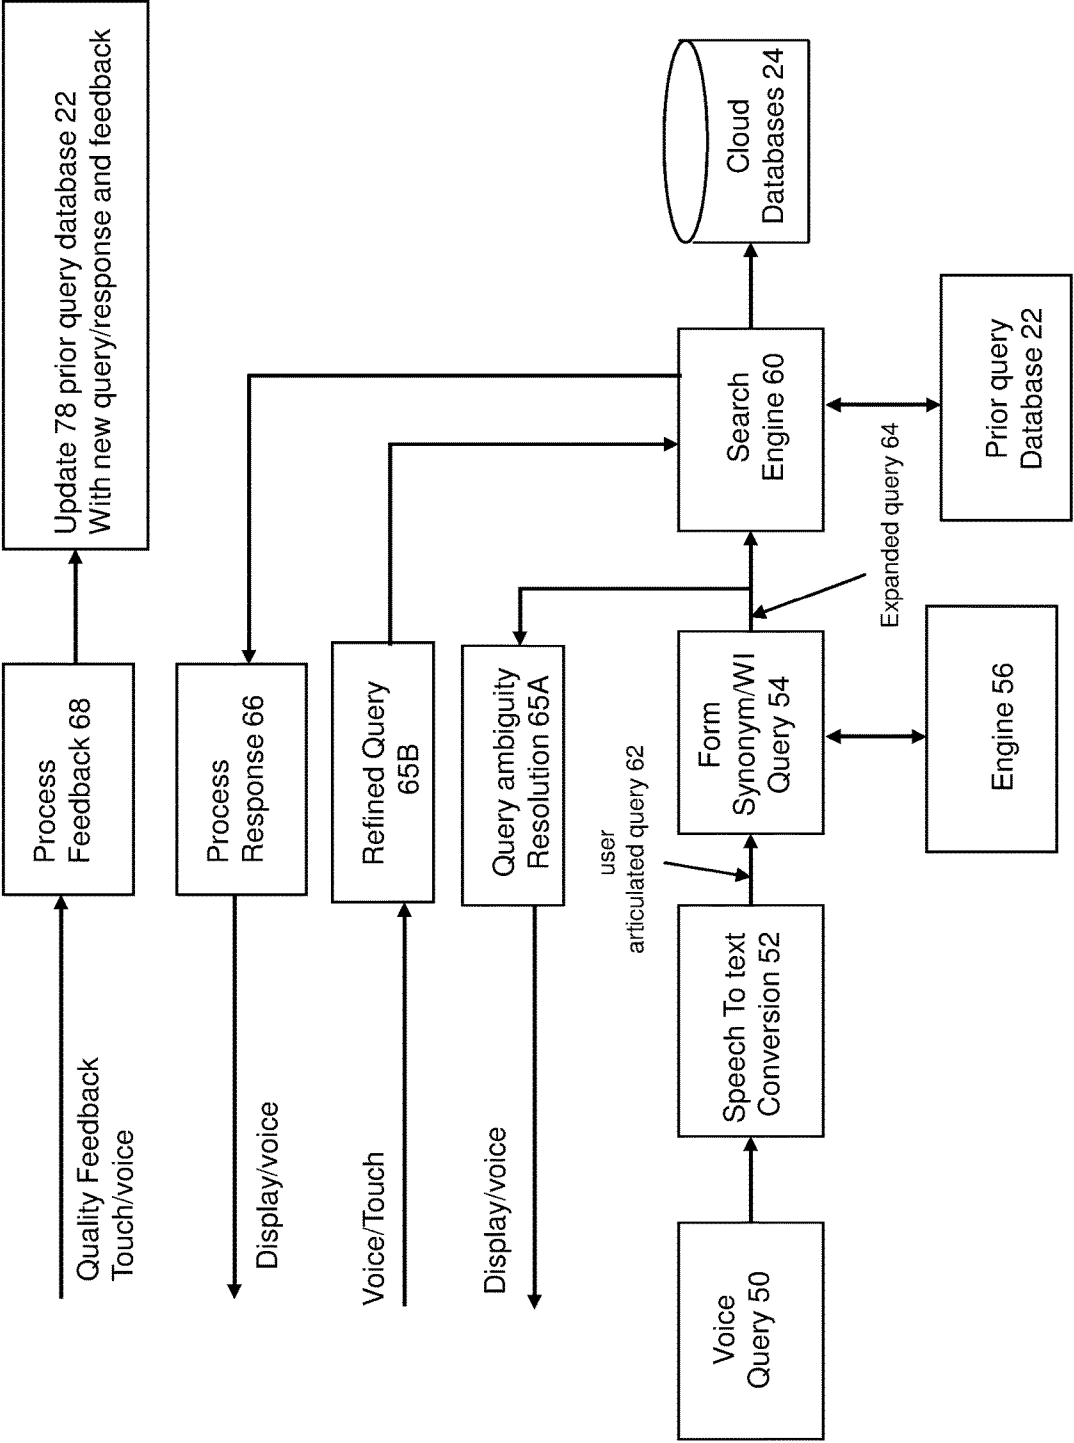 Update 78 prior query database 22
With new query/response and feedback
Process
Feedback 68
Quality Feedback
Touch/voice
Process
Response 66
Display/voice
Refined Query
65B
Voice/Touch
Query ambiguity
Resolution 65A
Display/voice
Voice
Query 50
Speech To text
Conversion 52
user
articulated query 62
Form
Synonym/WI
Query 54
Engine 56
Expanded query 64
Search
Engine 60
Prior query
Database 22
Cloud
Databases 24